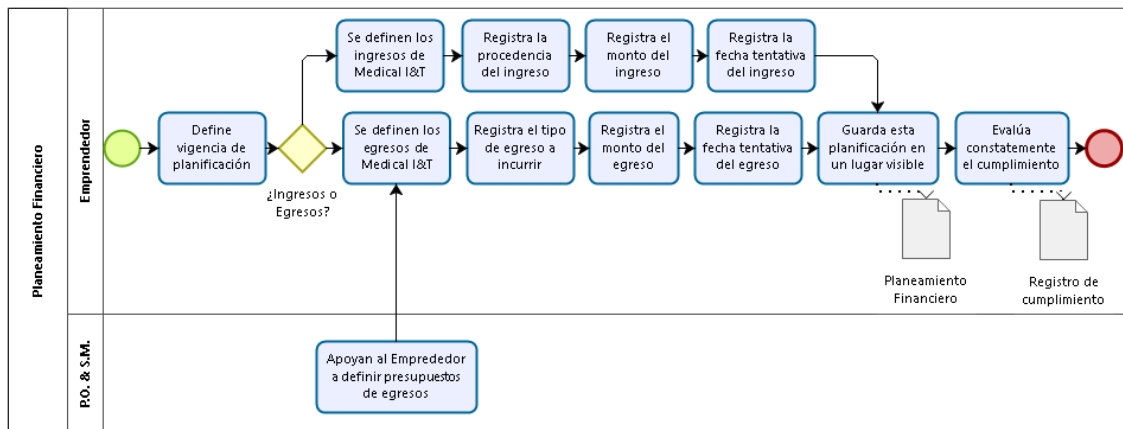 Planeamiento Financiero
Emprendedor
Se definen los
ingresos de
Medical I&T
Registra la
procedencia
del ingreso
Registra el
monto del
ingreso
Registra la
fecha tentativa
del ingreso
Define
vigencia de
planificación
¿Ingresos o
Egresos?
Se definen los
egresos de
Medical I&T
Registra el tipo
de egreso a
incurrir
Registra el
monto del
egreso
Registra la
fecha tentativa
del egreso
Guarda esta
planificación en
un lugar visible
Evalúa
constatemente
el cumplimiento
Planeamiento
Financiero
Registro de
cumplimiento
P.O. & S.M.
Apoyan al Empredédor
a definir presupuestos
de egresos